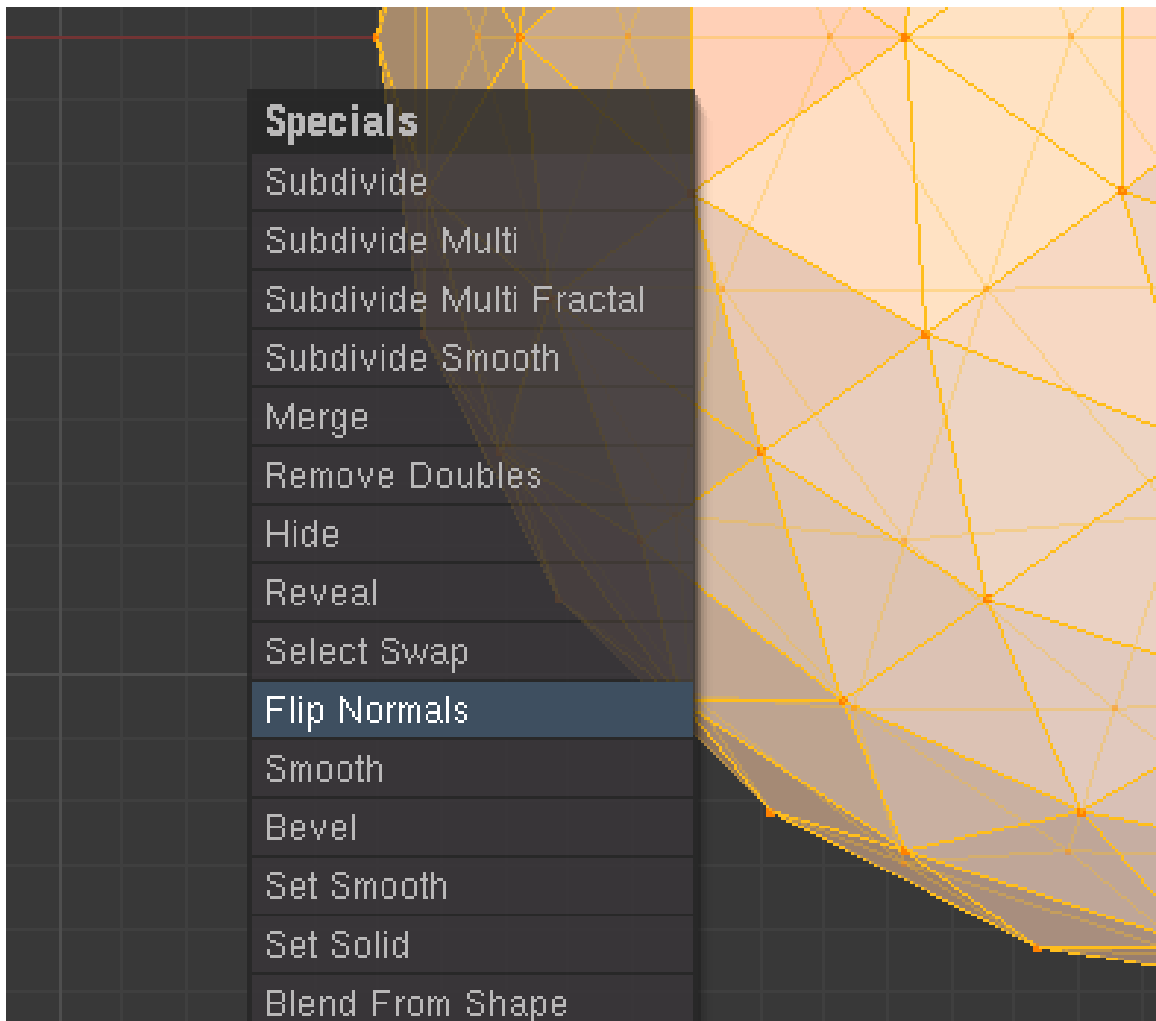 Specials
Subdivide
Subdivide Multi
Subdivide Multi Fractal
Subdivide Smooth
Merge
Remove Doubles
Hide
Reveal
Select Swap
Flip Normals
Smooth
Bevel
Set Smooth
Set Solid
Blend From Shape